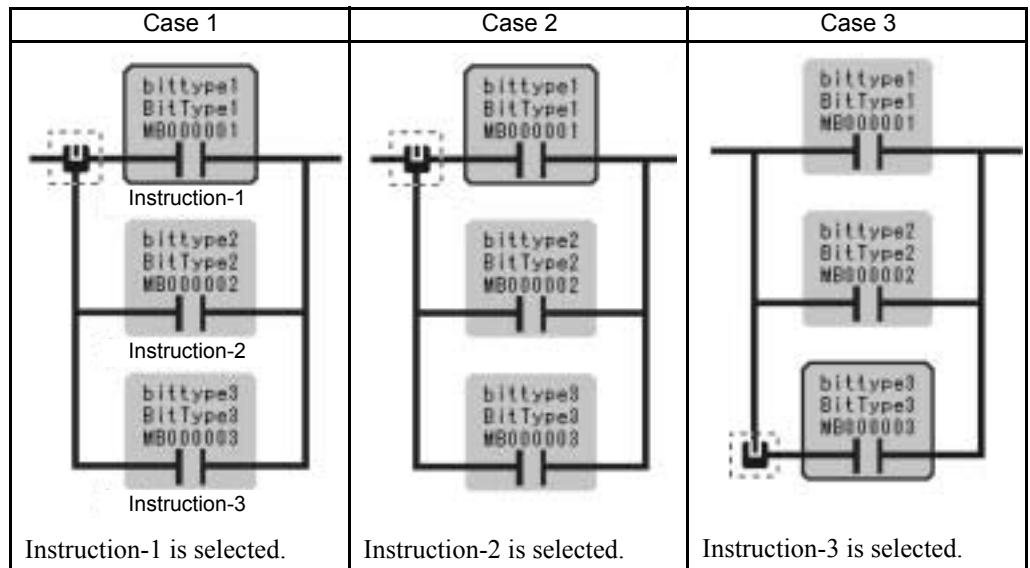 Case 1
Case 2
Case 3
bittype1
BitType1
MB000001
Instruction-1
bittype2
BitType2
MB000002
Instruction-2
bittype3
BitType3
MB000003
Instruction-3
bittype1
BitType1
MB000001
bittype2
BitType2
MB000002
bittype3
BitType3
MB000003
bittype1
BitType1
MB000001
bittype2
BitType2
MB000002
bittype3
BitType3
MB000003
Instruction-1 is selected.
Instruction-2 is selected.
Instruction-3 is selected.